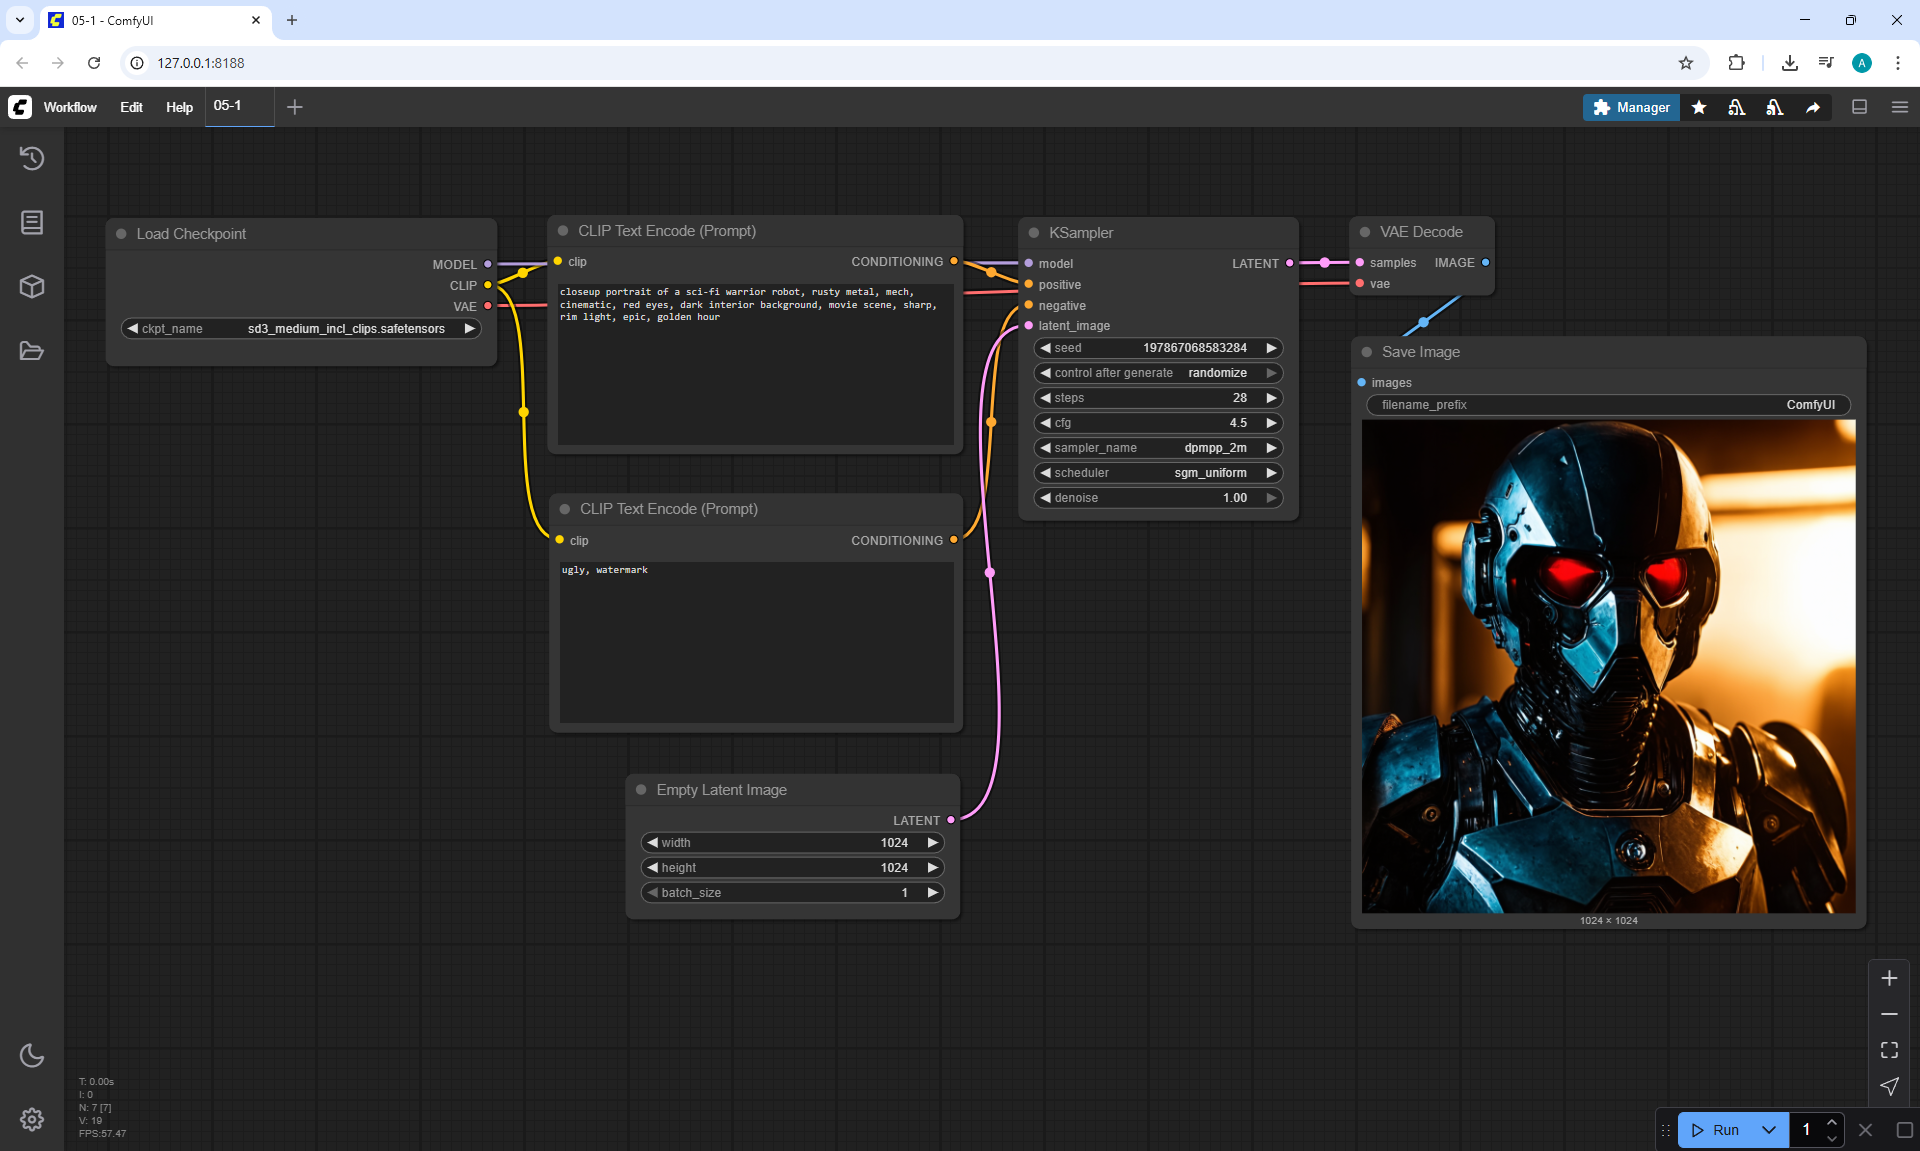 05-1 - ComfyUI
127.0.0.1:8188
A
Workflow Edit Help 05-1
Manager
Load Checkpoint
MODEL
CLIP
VAE
ckpt_name sd3_medium_incl_clips.safetensors
CLIP Text Encode (Prompt)
clip CONDITIONING
closeup portrait of a sci-fi warrior robot, rusty metal, mech,
cinematic, red eyes, dark interior background, movie scene, sharp,
rim light, epic, golden hour
CLIP Text Encode (Prompt)
clip CONDITIONING
ugly, watermark
Empty Latent Image
LATENT
width 1024
height 1024
batch_size 1
KSampler
model LATENT
positive
negative
latent_image
seed 197867068583284
control after generate randomize
steps 28
cfg 4.5
sampler_name dpmpp_2m
scheduler sgm_uniform
denoise 1.00
VAE Decode
samples IMAGE
vae
Save Image
images
filename_prefix ComfyUI
1024 × 1024
T: 0.00s
I: 0
N: 7 [7]
V: 19
FPS:57.47
Run 1